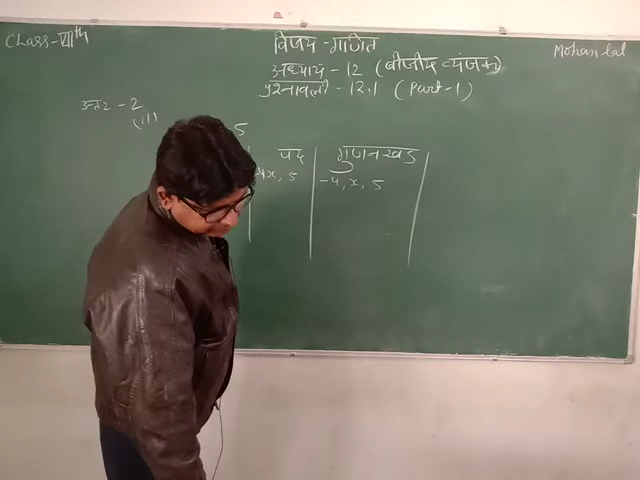 Class-VIIth
विषय-गणित
Mohan Lal
अध्याय-12 (बीजीय व्यंजक)
प्रश्नावली-12.1 (Part-1)
उत्तर-2
(ii)
5
पद गुणनखंड
-4x, 5 -4, x, 5